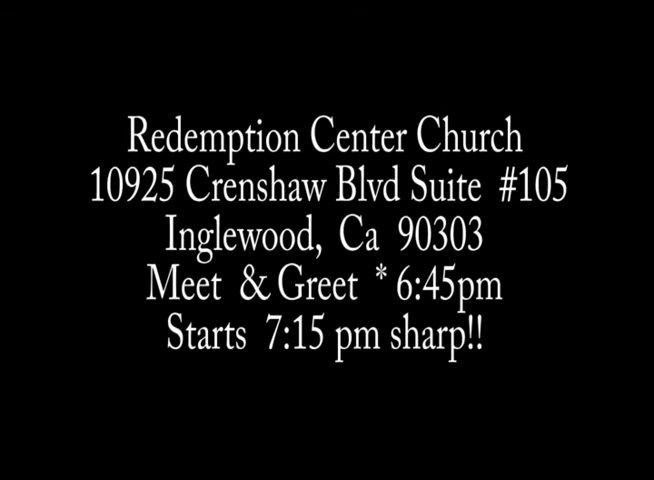 Redemption Center Church
10925 Crenshaw Blvd Suite #105
Inglewood, Ca 90303
Meet & Greet * 6:45pm
Starts 7:15 pm sharp!!